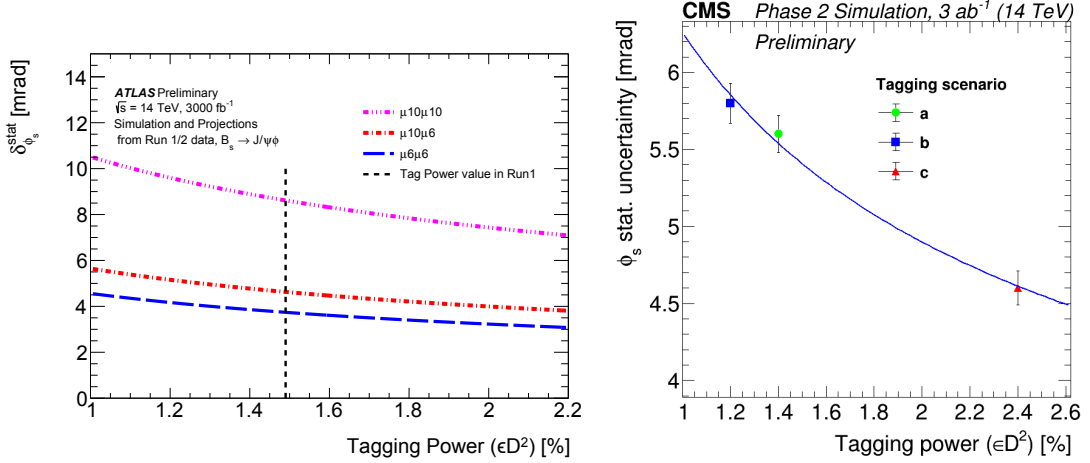 δ^stat_ϕs [mrad]
14
12
10
8
6
4
2
0
ATLAS Preliminary
√s = 14 TeV, 3000 fb⁻¹
Simulation and Projections
from Run 1/2 data, B_s → J/ψϕ
μ10μ10
μ10μ6
μ6μ6
Tag Power value in Run1
1 1.2 1.4 1.6 1.8 2 2.2
Tagging Power (ϵD²) [%]
CMS Phase 2 Simulation, 3 ab⁻¹ (14 TeV)
Preliminary
ϕ_s stat. uncertainty [mrad]
6
5.5
5
4.5
4
Tagging scenario
a
b
c
1 1.2 1.4 1.6 1.8 2 2.2 2.4 2.6
Tagging power (∈D²) [%]